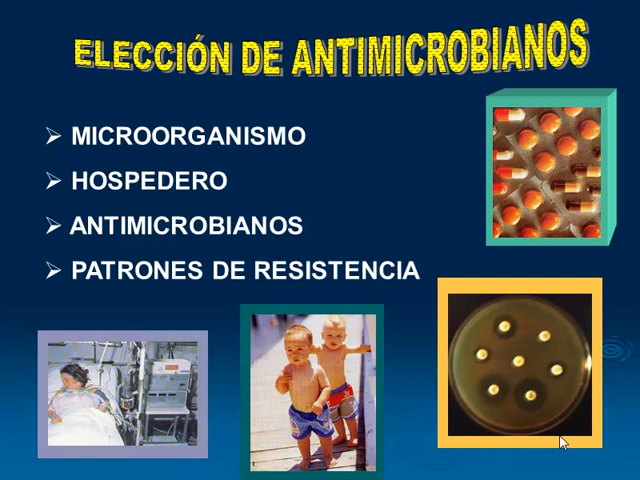 ELECCIÓN DE ANTIMICROBIANOS
MICROORGANISMO
HOSPEDERO
ANTIMICROBIANOS
PATRONES DE RESISTENCIA